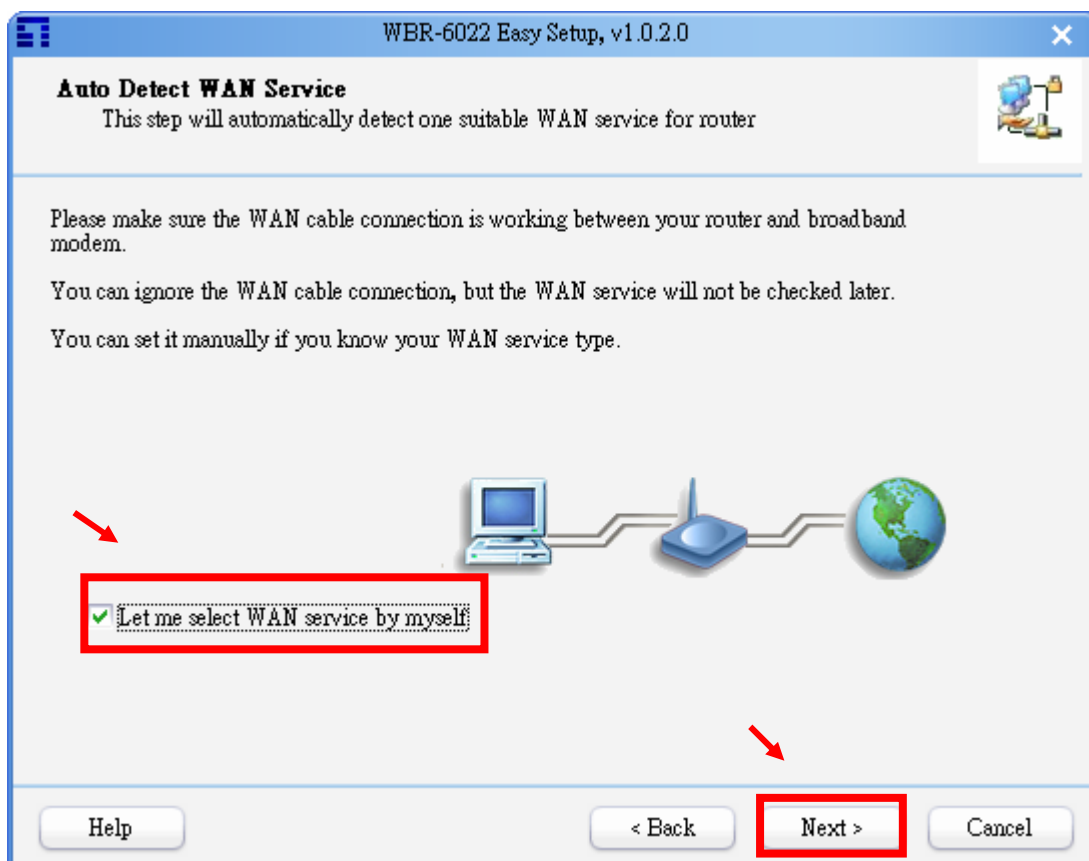 WBR-6022 Easy Setup, v1.0.2.0
Auto Detect WAN Service
This step will automatically detect one suitable WAN service for router
Please make sure the WAN cable connection is working between your router and broadband
modem.
You can ignore the WAN cable connection, but the WAN service will not be checked later.
You can set it manually if you know your WAN service type.
Let me select WAN service by myself
Help
< Back
Next >
Cancel